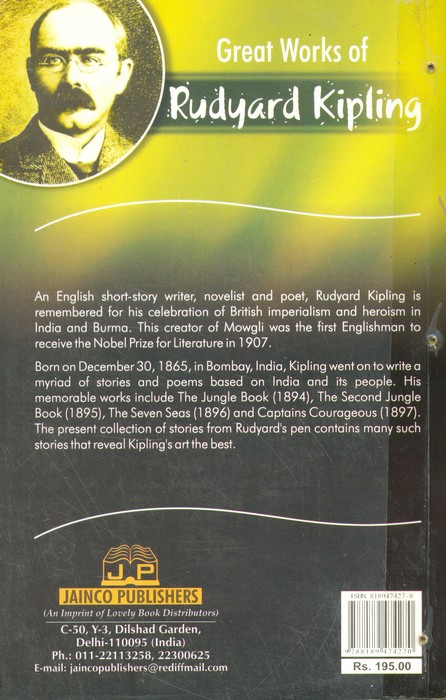 Great Works of
Rudyard Kipling
An English short-story writer, novelist and poet, Rudyard Kipling is
remembered for his celebration of British imperialism and heroism in
India and Burma. This creator of Mowgli was the first Englishman to
receive the Nobel Prize for Literature in 1907.
Born on December 30, 1865, in Bombay, India, Kipling went on to write a
myriad of stories and poems based on India and its people. His
memorable works include The Jungle Book (1894), The Second Jungle
Book (1895), The Seven Seas (1896) and Captains Courageous (1897).
The present collection of stories from Rudyard's pen contains many such
stories that reveal Kipling's art the best.
JP
JAINCO PUBLISHERS
(An Imprint of Lovely Book Distributors)
C-50, Y-3, Dilshad Garden,
Delhi-110095 (India)
Ph.: 011-22113258, 22300625
E-mail: jaincopublishers@rediffmail.com
ISBN 818947427-8
9 788189 474270
Rs. 195.00